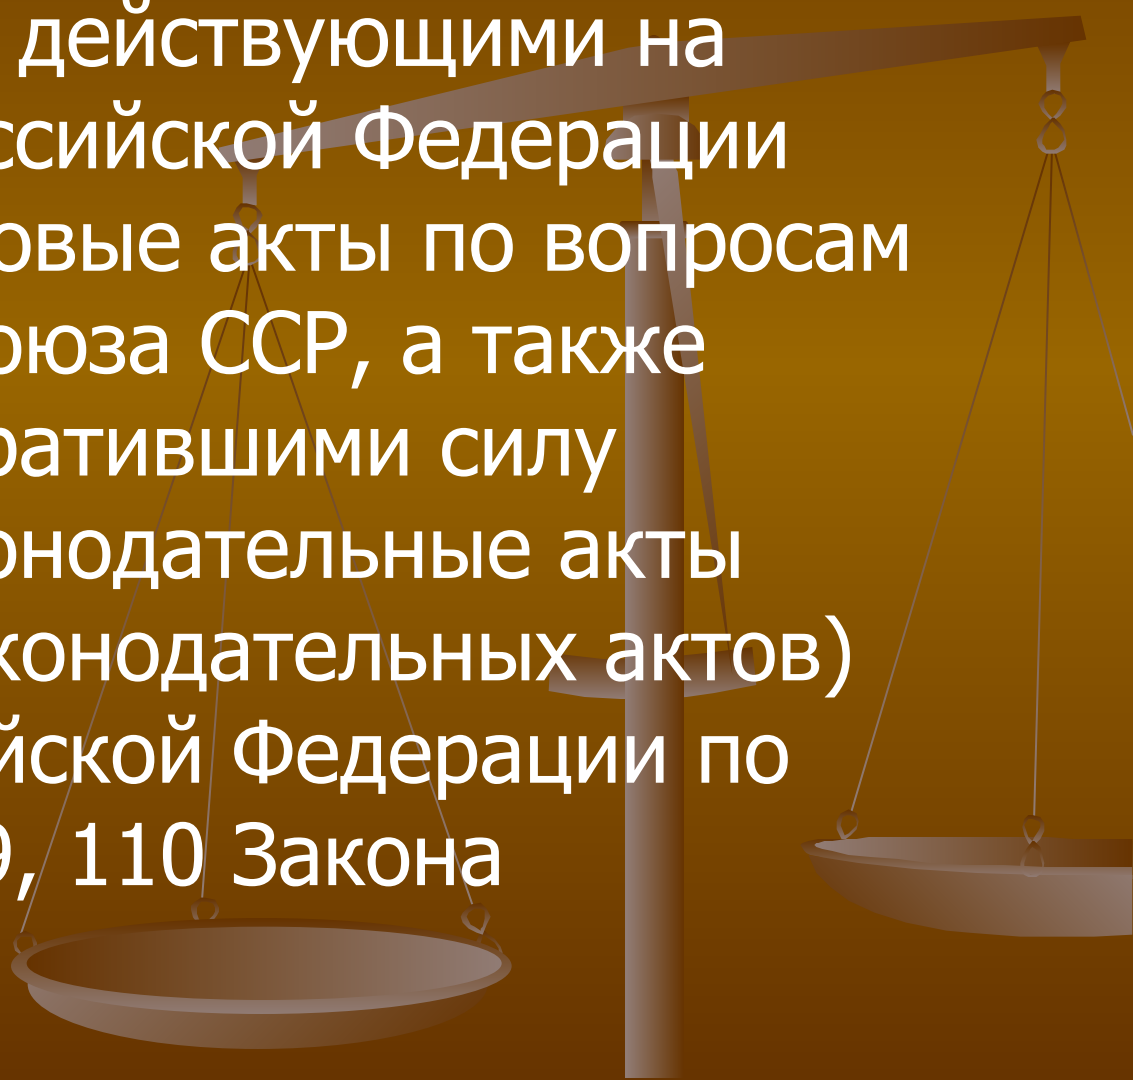 действующими на
ссийской Федерации
овые акты по вопросам
оюза ССР, а также
ратившими силу
онодательные акты
конодательных актов)
йской Федерации по
9, 110 Закона